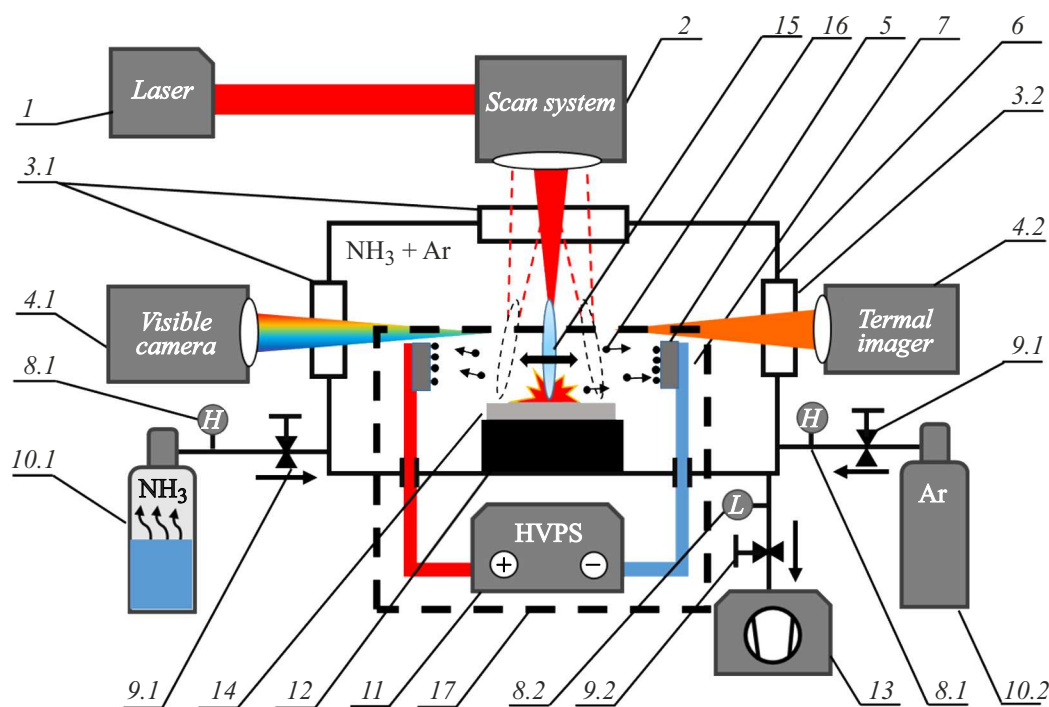 2
15
16
5
7
6
3.2
1
Laser
Scan system
3.1
NH3 + Ar
4.2
4.1
Visible
camera
Termal
imager
8.1
9.1
H
H
10.1
NH3
Ar
L
HVPS
+
−
9.1
14
12
11
17
8.2
9.2
13
8.1
10.2